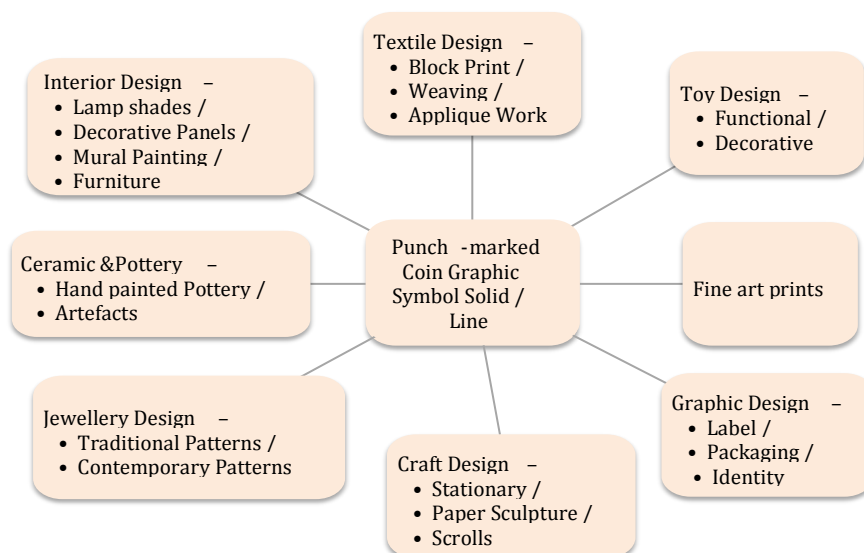 Textile Design –
• Block Print /
• Weaving /
• Applique Work
Interior Design –
• Lamp shades /
• Decorative Panels /
• Mural Painting /
• Furniture
Toy Design –
• Functional /
• Decorative
Punch -marked
Coin Graphic
Symbol Solid /
Line
Ceramic &Pottery –
• Hand painted Pottery /
• Artefacts
Fine art prints
Jewellery Design –
• Traditional Patterns /
• Contemporary Patterns
Craft Design –
• Stationary /
• Paper Sculpture /
• Scrolls
Graphic Design –
• Label /
• Packaging /
• Identity